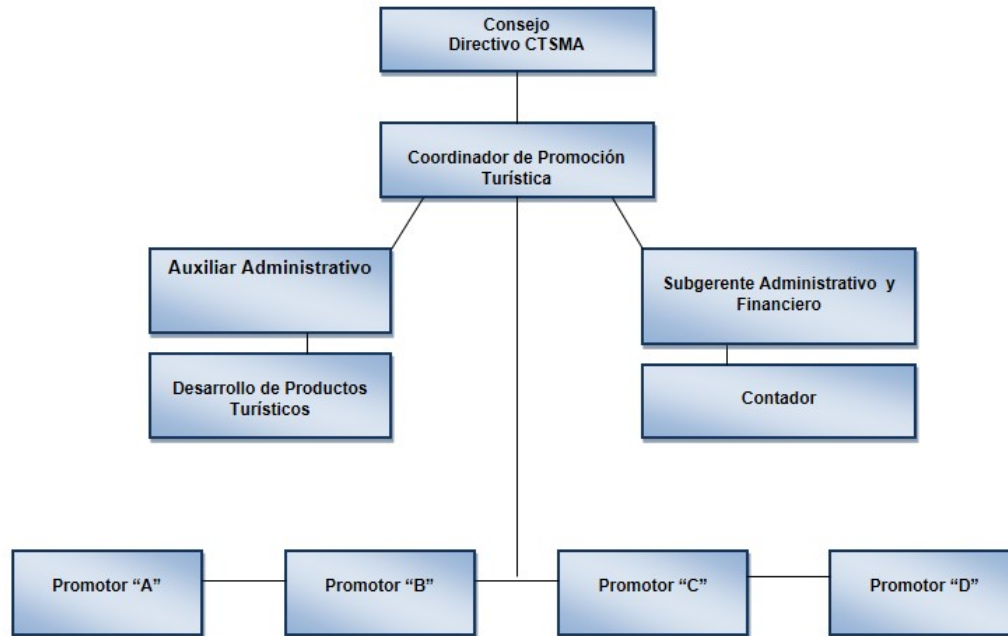 Consejo
Directivo CTSMA
Coordinador de Promoción
Turística
Auxiliar Administrativo
Subgerente Administrativo y
Financiero
Desarrollo de Productos
Turísticos
Contador
Promotor “A”
Promotor “B”
Promotor “C”
Promotor “D”